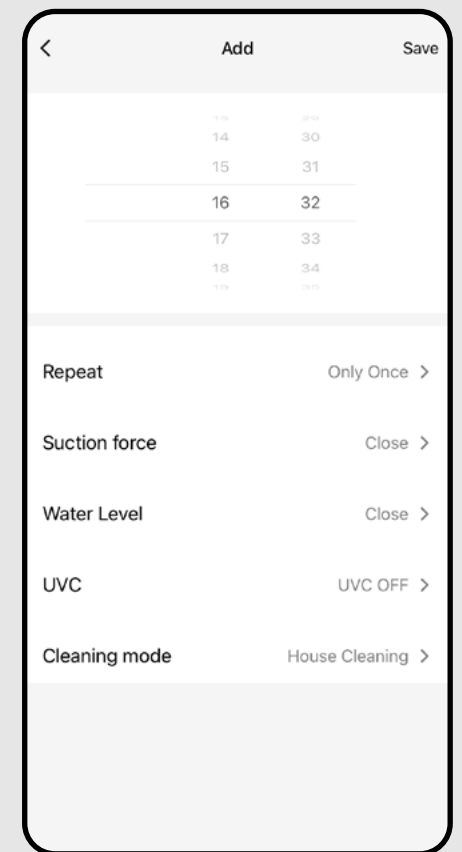 Add Save
14 30
15 31
16 32
17 33
18 34
Repeat Only Once
Suction force Close
Water Level Close
UVC UVC OFF
Cleaning mode House Cleaning